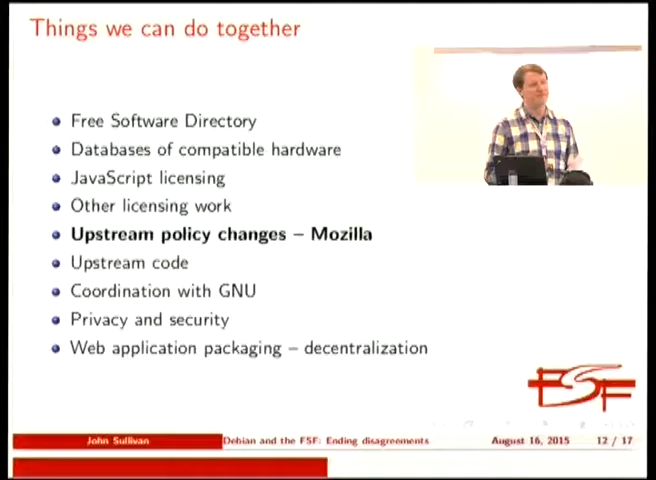 Things we can do together
Free Software Directory
Databases of compatible hardware
JavaScript licensing
Other licensing work
Upstream policy changes – Mozilla
Upstream code
Coordination with GNU
Privacy and security
Web application packaging – decentralization
FSF
John Sullivan Debian and the FSF: Ending disagreements August 16, 2015 12 / 17